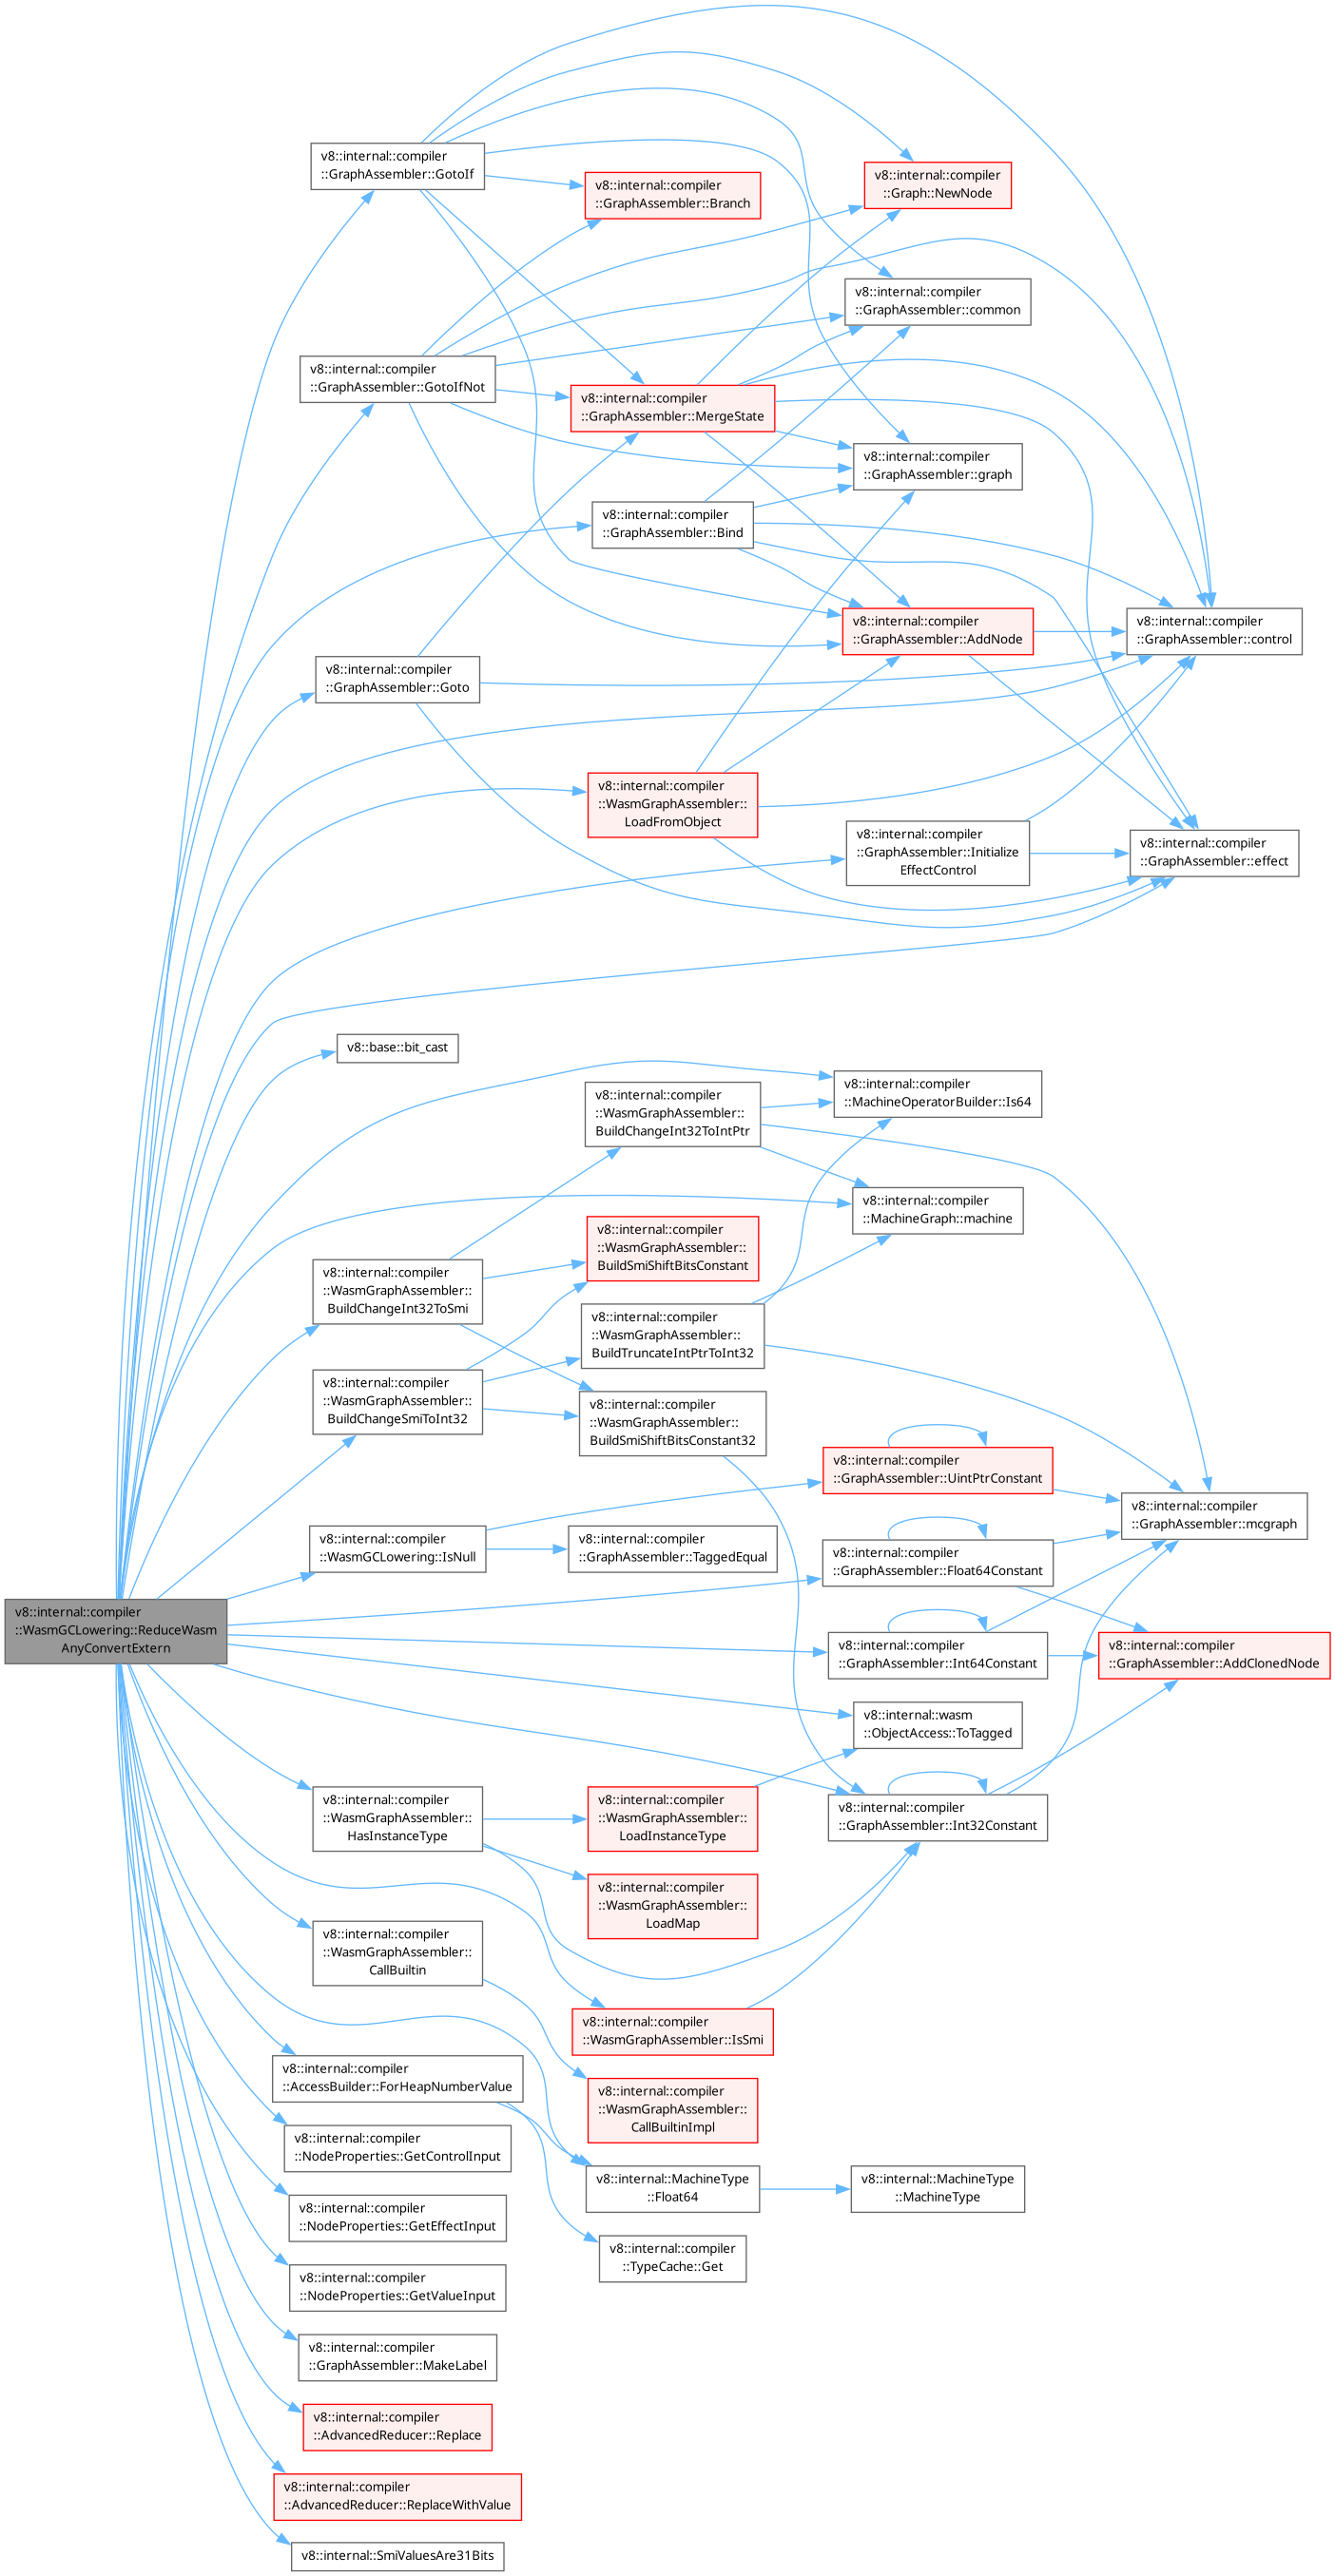 v8::internal::compiler
::GraphAssembler::GotoIf
v8::internal::compiler
::GraphAssembler::Branch
v8::internal::compiler
::Graph::NewNode
v8::internal::compiler
::GraphAssembler::common
v8::internal::compiler
::GraphAssembler::GotoIfNot
v8::internal::compiler
::GraphAssembler::MergeState
v8::internal::compiler
::GraphAssembler::graph
v8::internal::compiler
::GraphAssembler::Bind
v8::internal::compiler
::GraphAssembler::AddNode
v8::internal::compiler
::GraphAssembler::control
v8::internal::compiler
::GraphAssembler::Goto
v8::internal::compiler
::WasmGraphAssembler::
LoadFromObject
v8::internal::compiler
::GraphAssembler::Initialize
EffectControl
v8::internal::compiler
::GraphAssembler::effect
v8::base::bit_cast
v8::internal::compiler
::MachineOperatorBuilder::Is64
v8::internal::compiler
::WasmGraphAssembler::
BuildChangeInt32ToIntPtr
v8::internal::compiler
::MachineGraph::machine
v8::internal::compiler
::WasmGraphAssembler::
BuildSmiShiftBitsConstant
v8::internal::compiler
::WasmGraphAssembler::
BuildChangeInt32ToSmi
v8::internal::compiler
::WasmGraphAssembler::
BuildTruncateIntPtrToInt32
v8::internal::compiler
::WasmGraphAssembler::
BuildChangeSmiToInt32
v8::internal::compiler
::WasmGraphAssembler::
BuildSmiShiftBitsConstant32
v8::internal::compiler
::GraphAssembler::UintPtrConstant
v8::internal::compiler
::GraphAssembler::mcgraph
v8::internal::compiler
::WasmGCLowering::IsNull
v8::internal::compiler
::GraphAssembler::TaggedEqual
v8::internal::compiler
::GraphAssembler::Float64Constant
v8::internal::compiler
::WasmGCLowering::ReduceWasm
AnyConvertExtern
v8::internal::compiler
::GraphAssembler::Int64Constant
v8::internal::compiler
::GraphAssembler::AddClonedNode
v8::internal::wasm
::ObjectAccess::ToTagged
v8::internal::compiler
::WasmGraphAssembler::
HasInstanceType
v8::internal::compiler
::WasmGraphAssembler::
LoadInstanceType
v8::internal::compiler
::GraphAssembler::Int32Constant
v8::internal::compiler
::WasmGraphAssembler::
LoadMap
v8::internal::compiler
::WasmGraphAssembler::
CallBuiltin
v8::internal::compiler
::WasmGraphAssembler::IsSmi
v8::internal::compiler
::AccessBuilder::ForHeapNumberValue
v8::internal::compiler
::WasmGraphAssembler::
CallBuiltinImpl
v8::internal::compiler
::NodeProperties::GetControlInput
v8::internal::MachineType
::Float64
v8::internal::MachineType
::MachineType
v8::internal::compiler
::NodeProperties::GetEffectInput
v8::internal::compiler
::TypeCache::Get
v8::internal::compiler
::NodeProperties::GetValueInput
v8::internal::compiler
::GraphAssembler::MakeLabel
v8::internal::compiler
::AdvancedReducer::Replace
v8::internal::compiler
::AdvancedReducer::ReplaceWithValue
v8::internal::SmiValuesAre31Bits